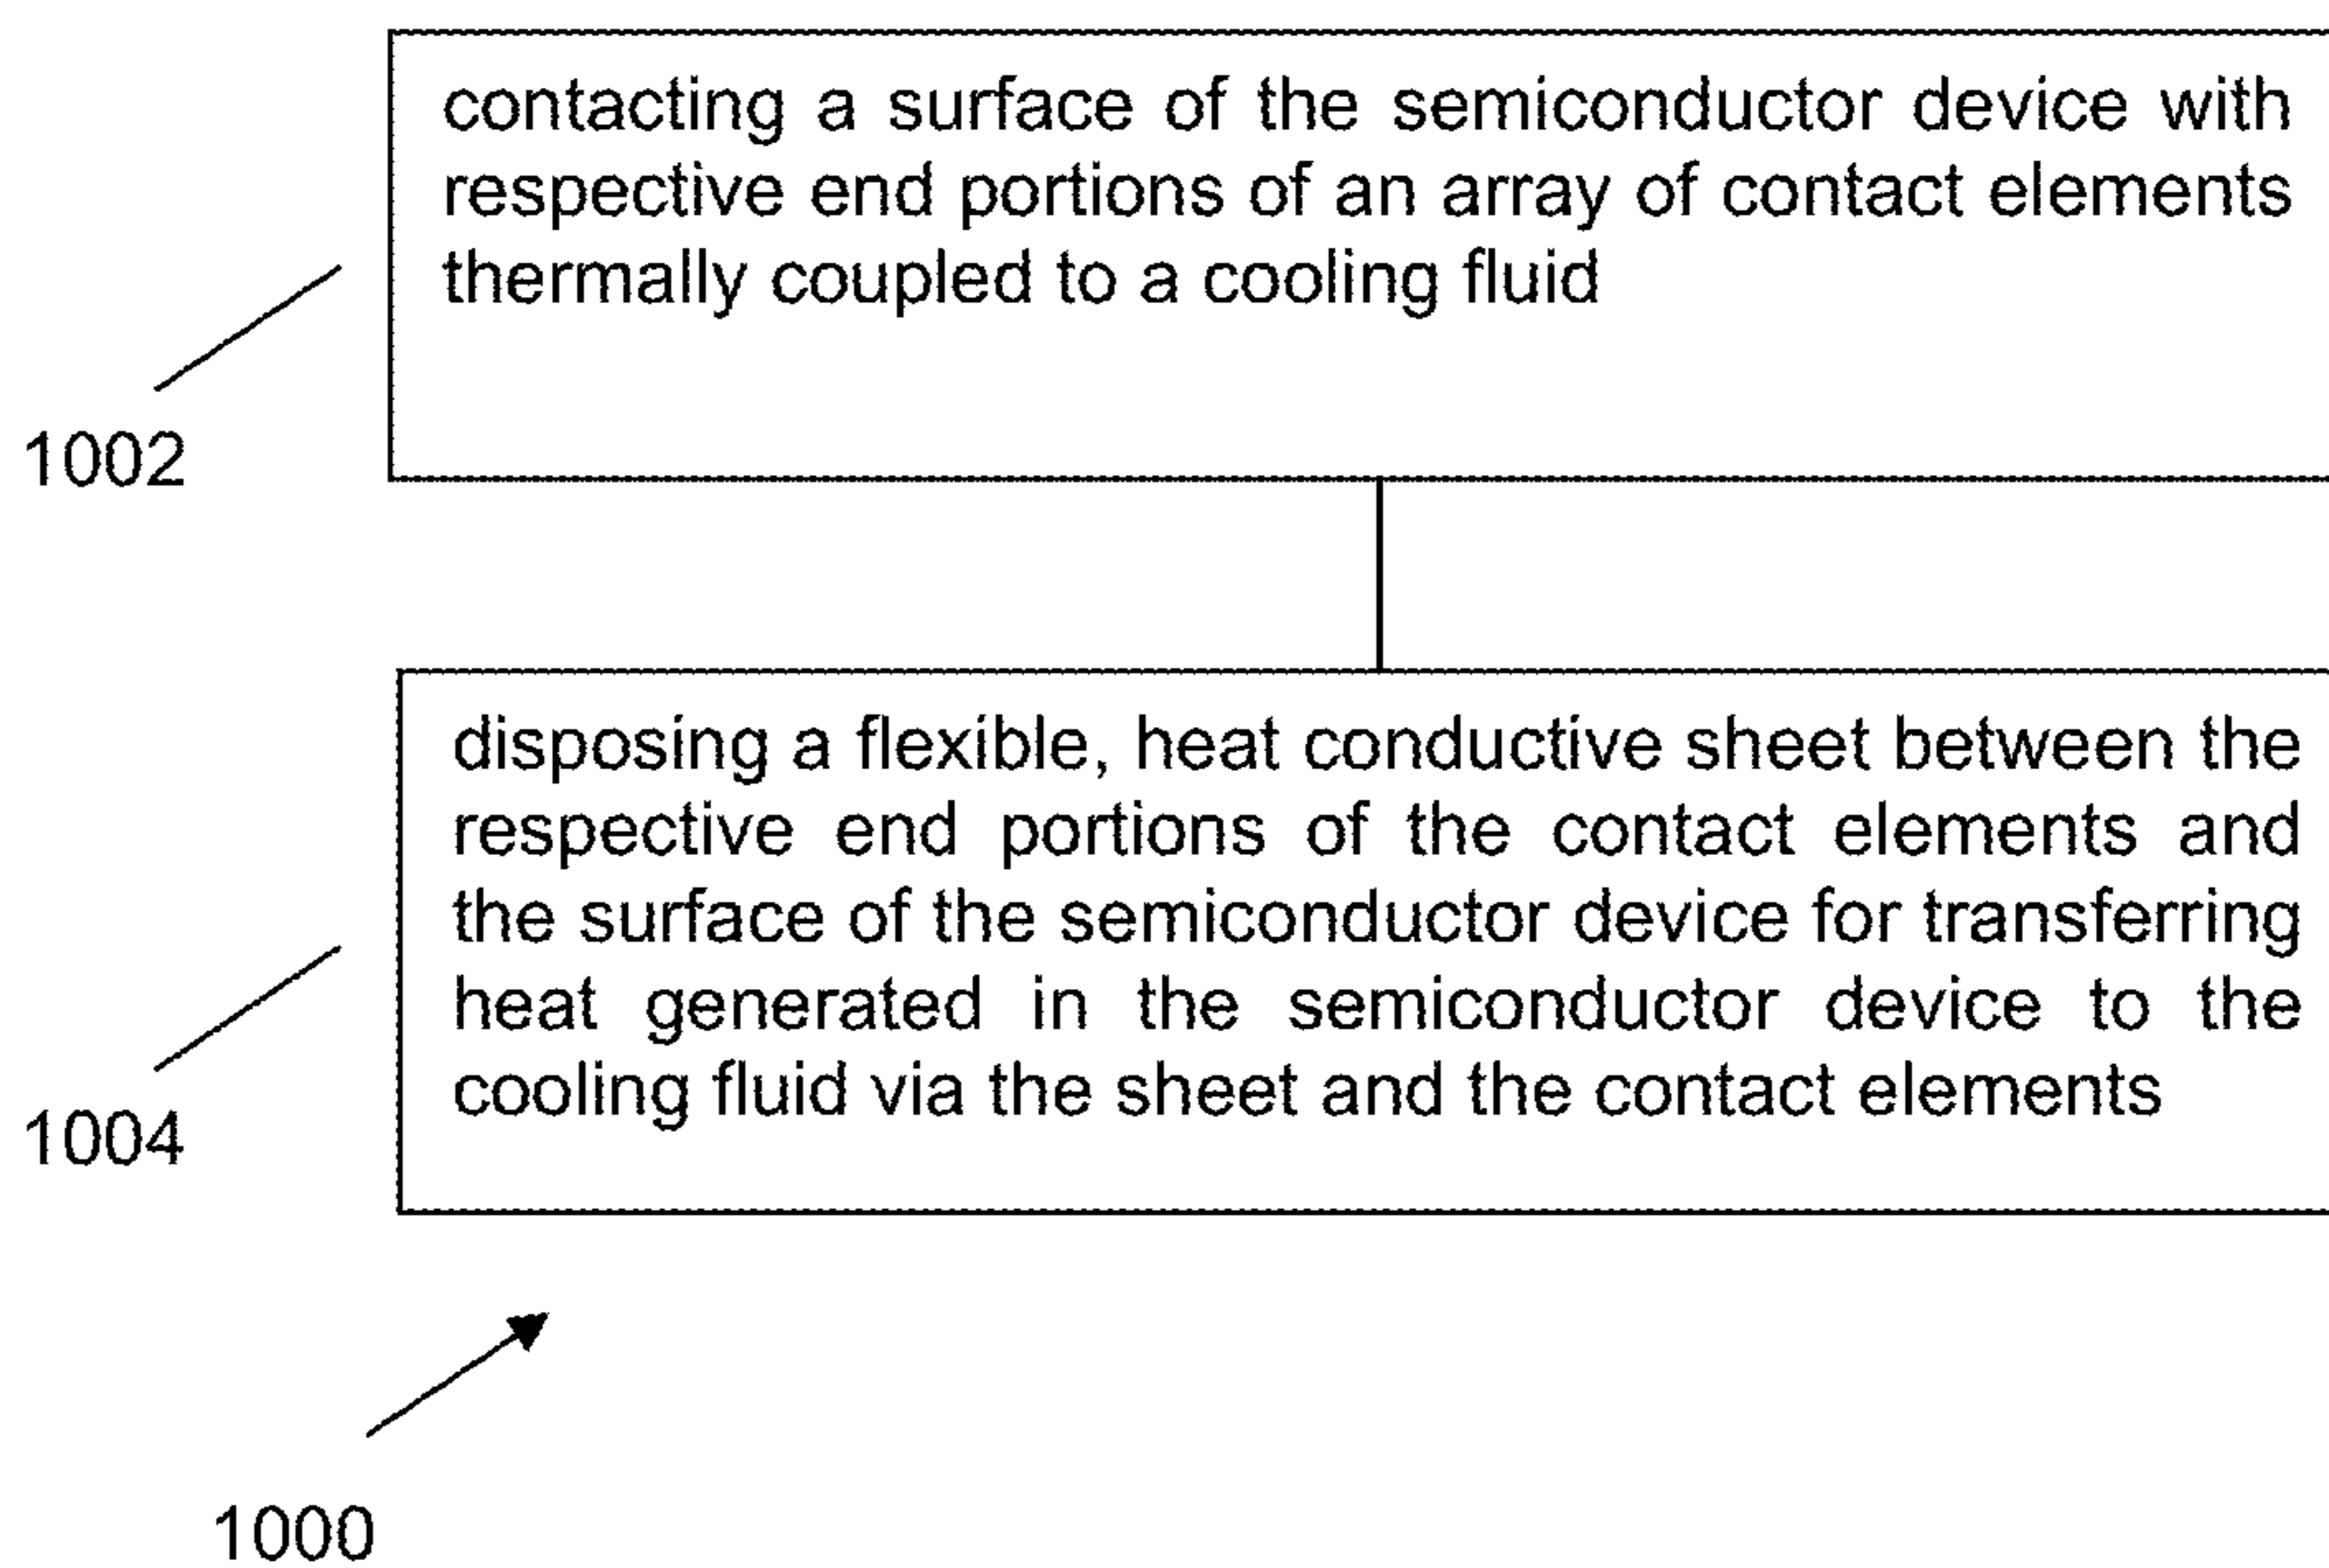 contacting a surface of the semiconductor device with
respective end portions of an array of contact elements
thermally coupled to a cooling fluid
1002
disposing a flexible, heat conductive sheet between the
respective end portions of the contact elements and
the surface of the semiconductor device for transferring
heat generated in the semiconductor device to the
cooling fluid via the sheet and the contact elements
1004
1000